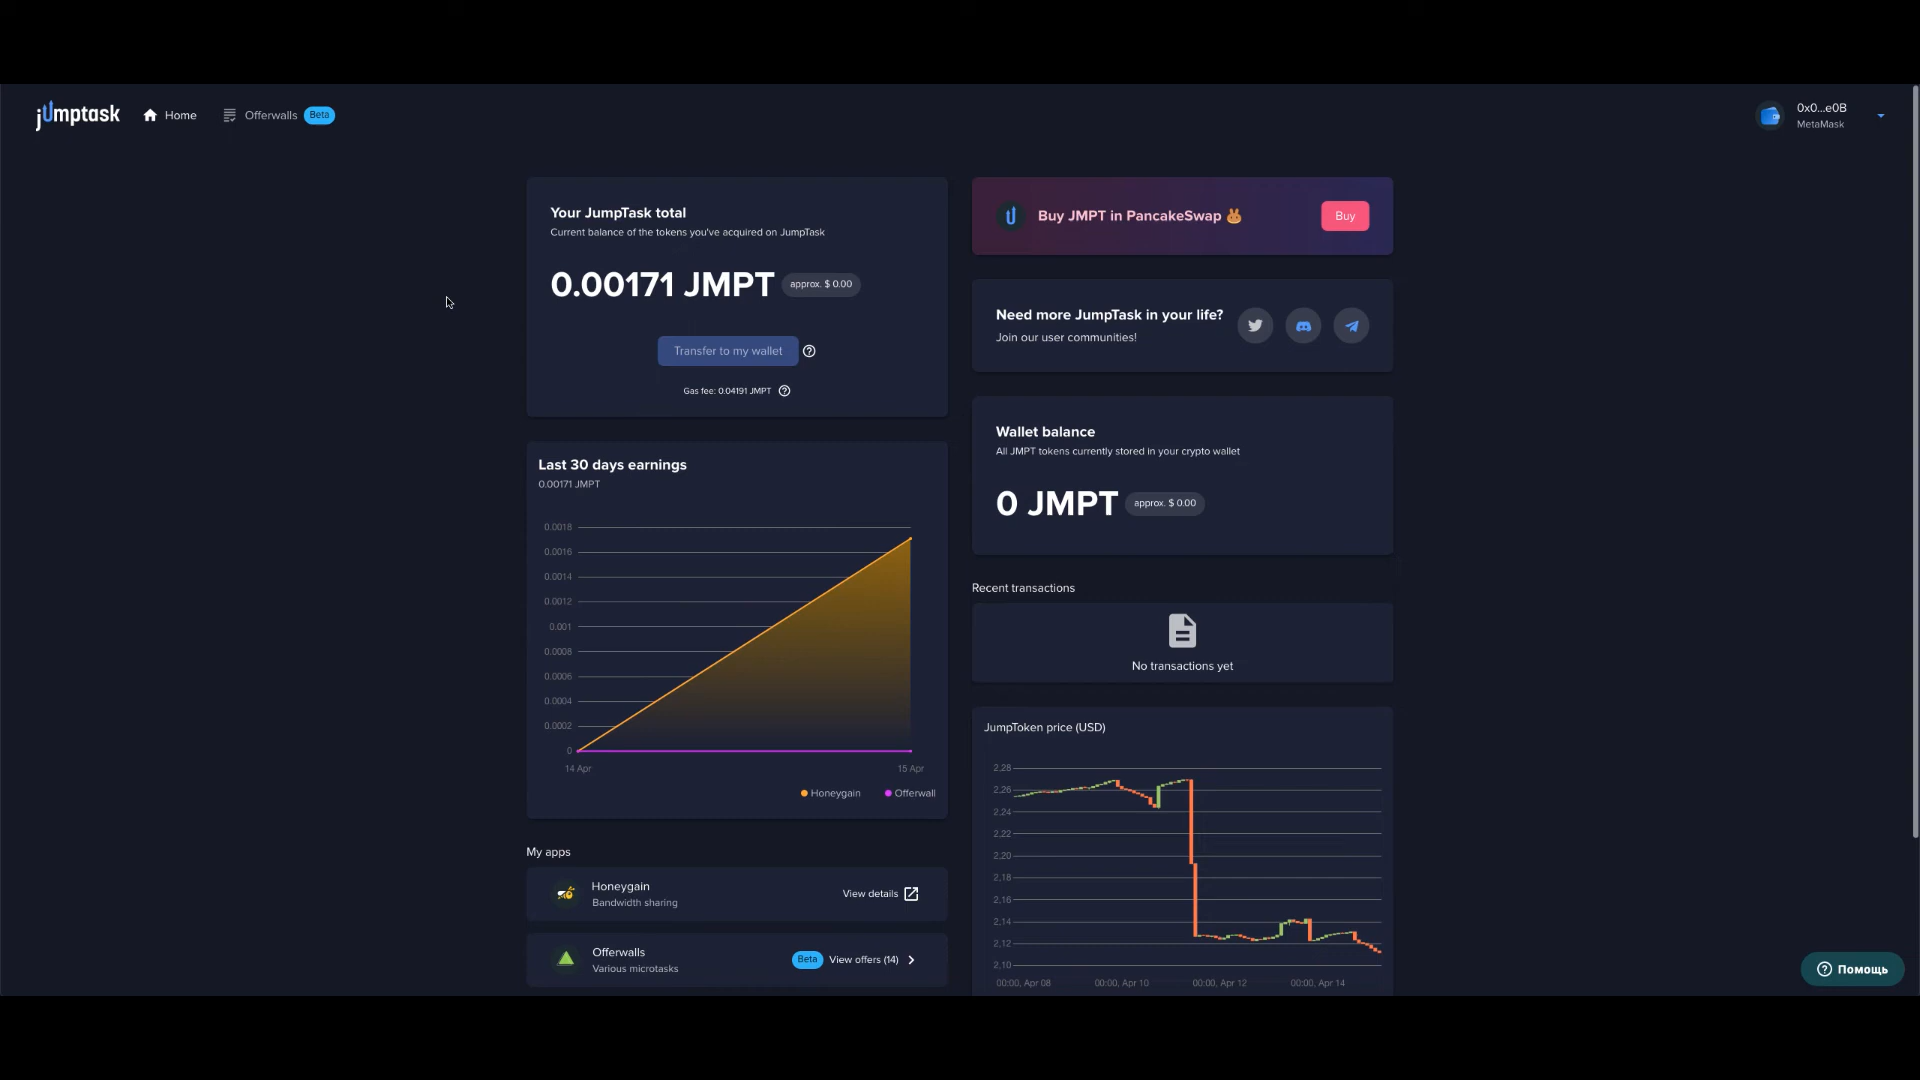 jumptask
Home
Offerwalls
Beta
0x0...e0B
MetaMask
Your JumpTask total
Current balance of the tokens you've acquired on JumpTask
0.00171 JMPT
approx. $ 0.00
Transfer to my wallet
Gas fee: 0.04191 JMPT
Last 30 days earnings
0.00171 JMPT
0.0018
0.0016
0.0014
0.0012
0.001
0.0008
0.0006
0.0004
0.0002
0
14 Apr
15 Apr
Honeygain
Offerwall
My apps
Honeygain
Bandwidth sharing
View details
Offerwalls
Various microtasks
Beta
View offers (14)
Buy JMPT in PancakeSwap
Buy
Need more JumpTask in your life?
Join our user communities!
Wallet balance
All JMPT tokens currently stored in your crypto wallet
0 JMPT
approx. $ 0.00
Recent transactions
No transactions yet
JumpToken price (USD)
2,28
2,26
2,24
2,22
2,20
2,18
2,16
2,14
2,12
2,10
00:00, Apr 08
00:00, Apr 10
00:00, Apr 12
00:00, Apr 14
Помощь